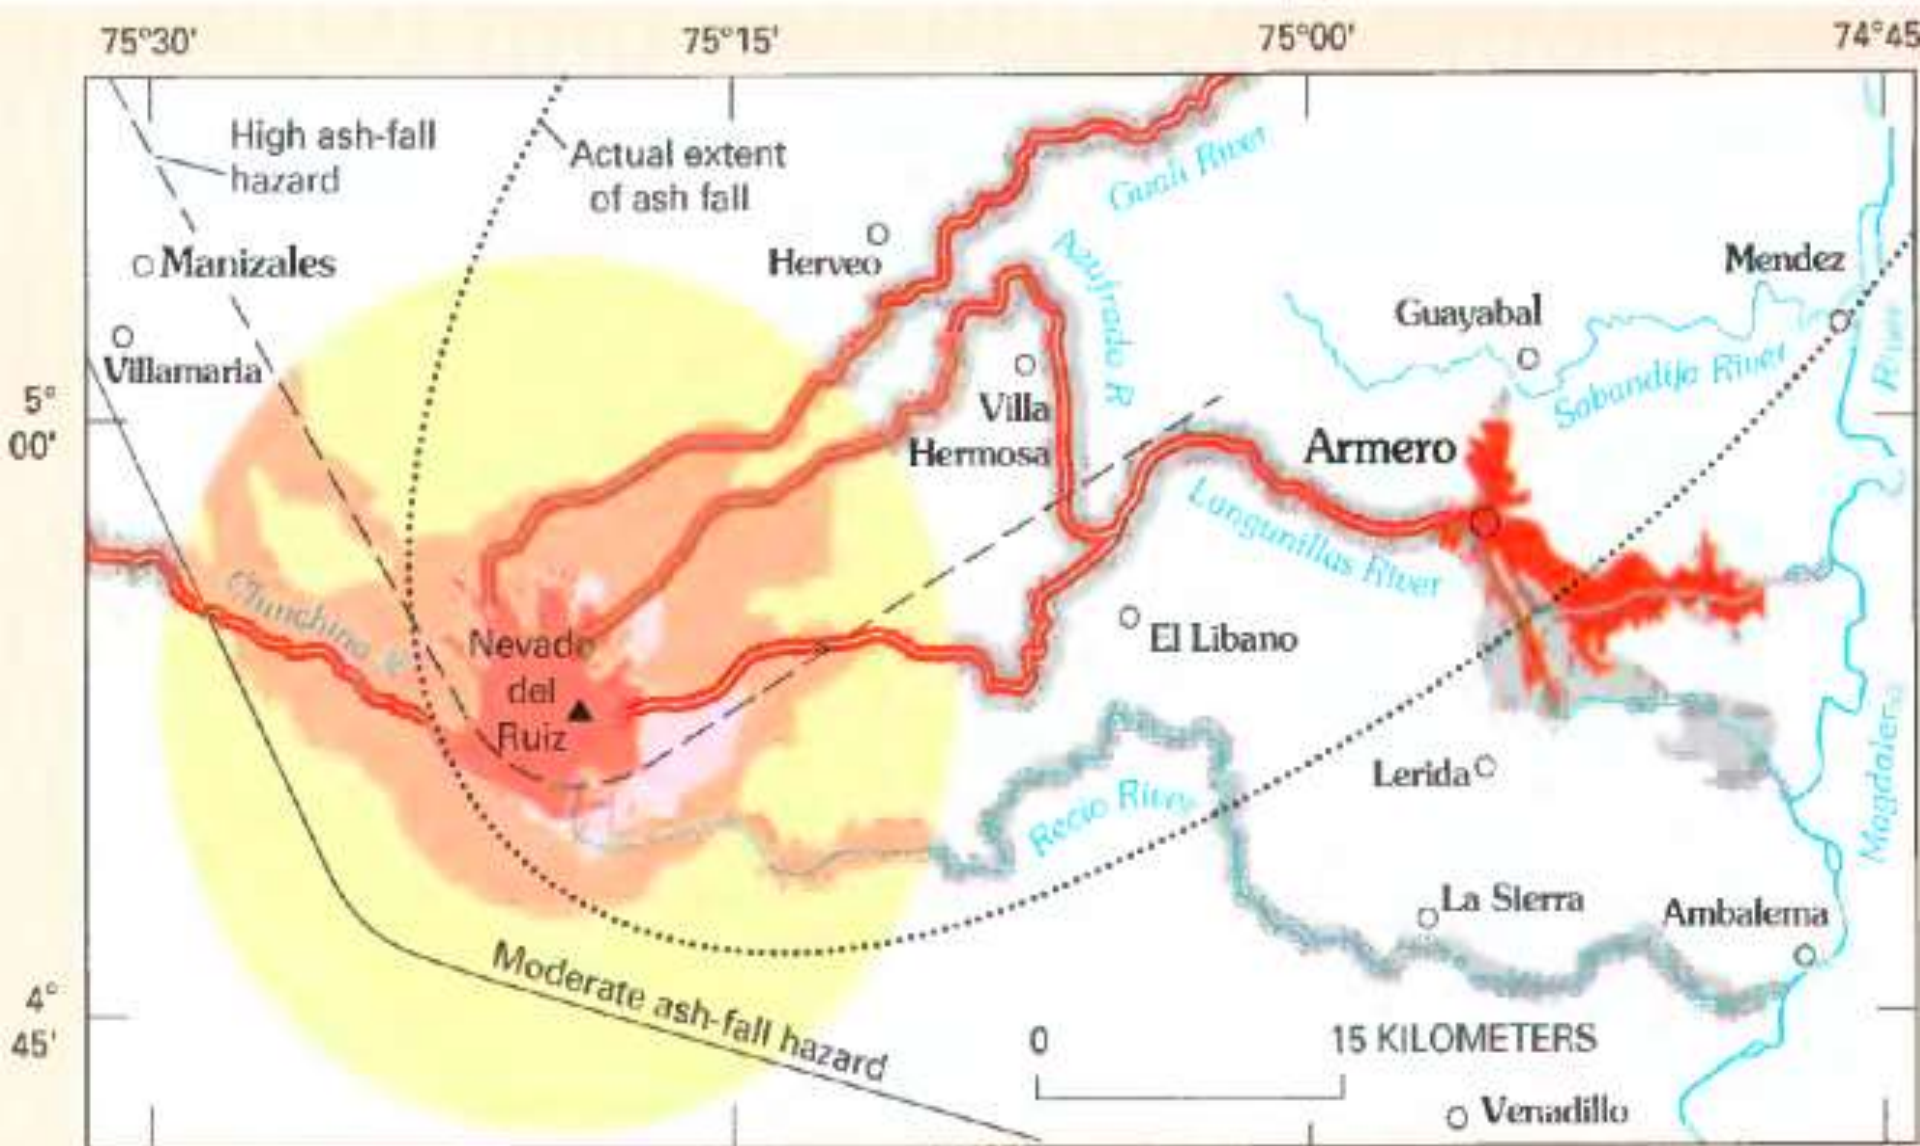 75°30'
75°15'
75°00'
74°45
High ash-fall
hazard
Actual extent
of ash fall
Guali River
Azufrado R
Herveo
Manizales
Mendez
Guayabal
Villamaria
River
Sabandija River
5°
00'
Villa
Hermosa
Armero
Lungunillas River
Chinchina R
Nevado
del
Ruiz
El Libano
Lerida
Recio River
Magdalena
La Sierra
Ambalema
Moderate ash-fall hazard
4°
45'
0
15 KILOMETERS
Venadillo